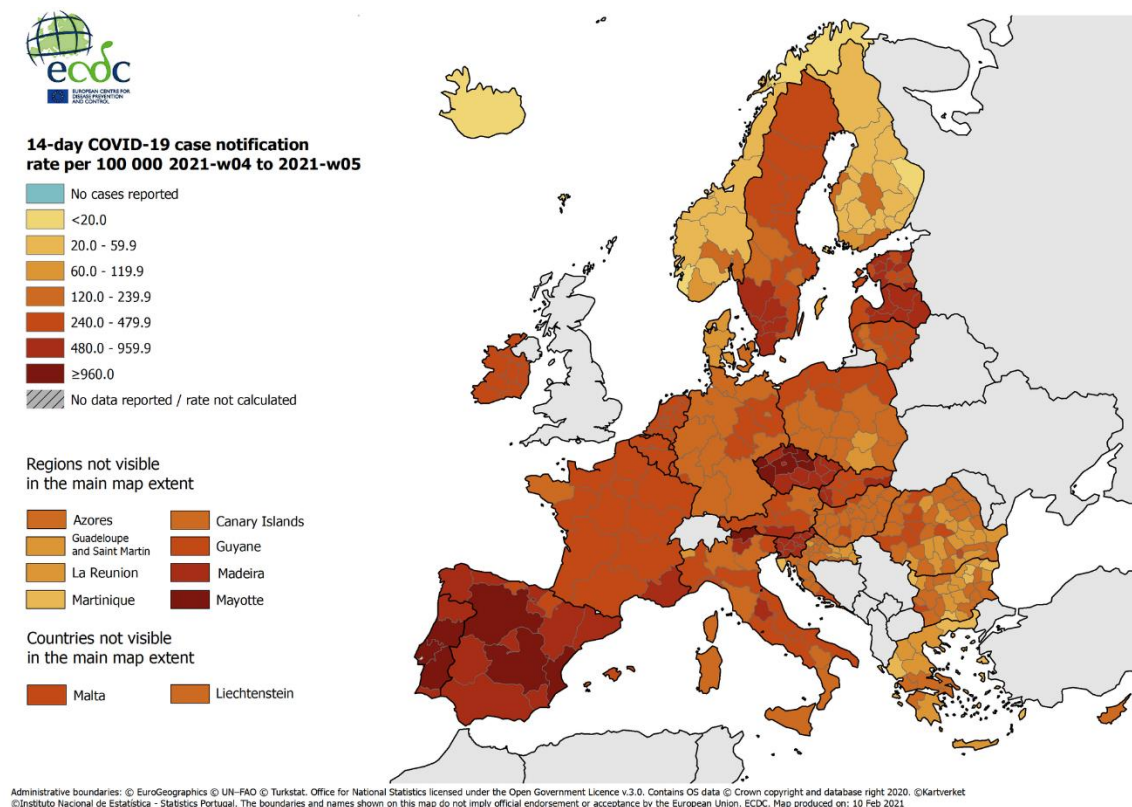 ecdc
EUROPEAN CENTRE FOR
DISEASE PREVENTION
AND CONTROL
14-day COVID-19 case notification
rate per 100 000 2021-w04 to 2021-w05
No cases reported
<20.0
20.0 - 59.9
60.0 - 119.9
120.0 - 239.9
240.0 - 479.9
480.0 - 959.9
≥960.0
No data reported / rate not calculated
Regions not visible
in the main map extent
Azores
Canary Islands
Guadeloupe
and Saint Martin
Guyane
La Reunion
Madeira
Martinique
Mayotte
Countries not visible
in the main map extent
Malta
Liechtenstein
Administrative boundaries: © EuroGeographics © UN–FAO © Turkstat. Office for National Statistics licensed under the Open Government Licence v.3.0. Contains OS data © Crown copyright and database right 2020. ©Kartverket
©Instituto Nacional de Estatística - Statistics Portugal. The boundaries and names shown on this map do not imply official endorsement or acceptance by the European Union. ECDC. Map produced on: 10 Feb 2021